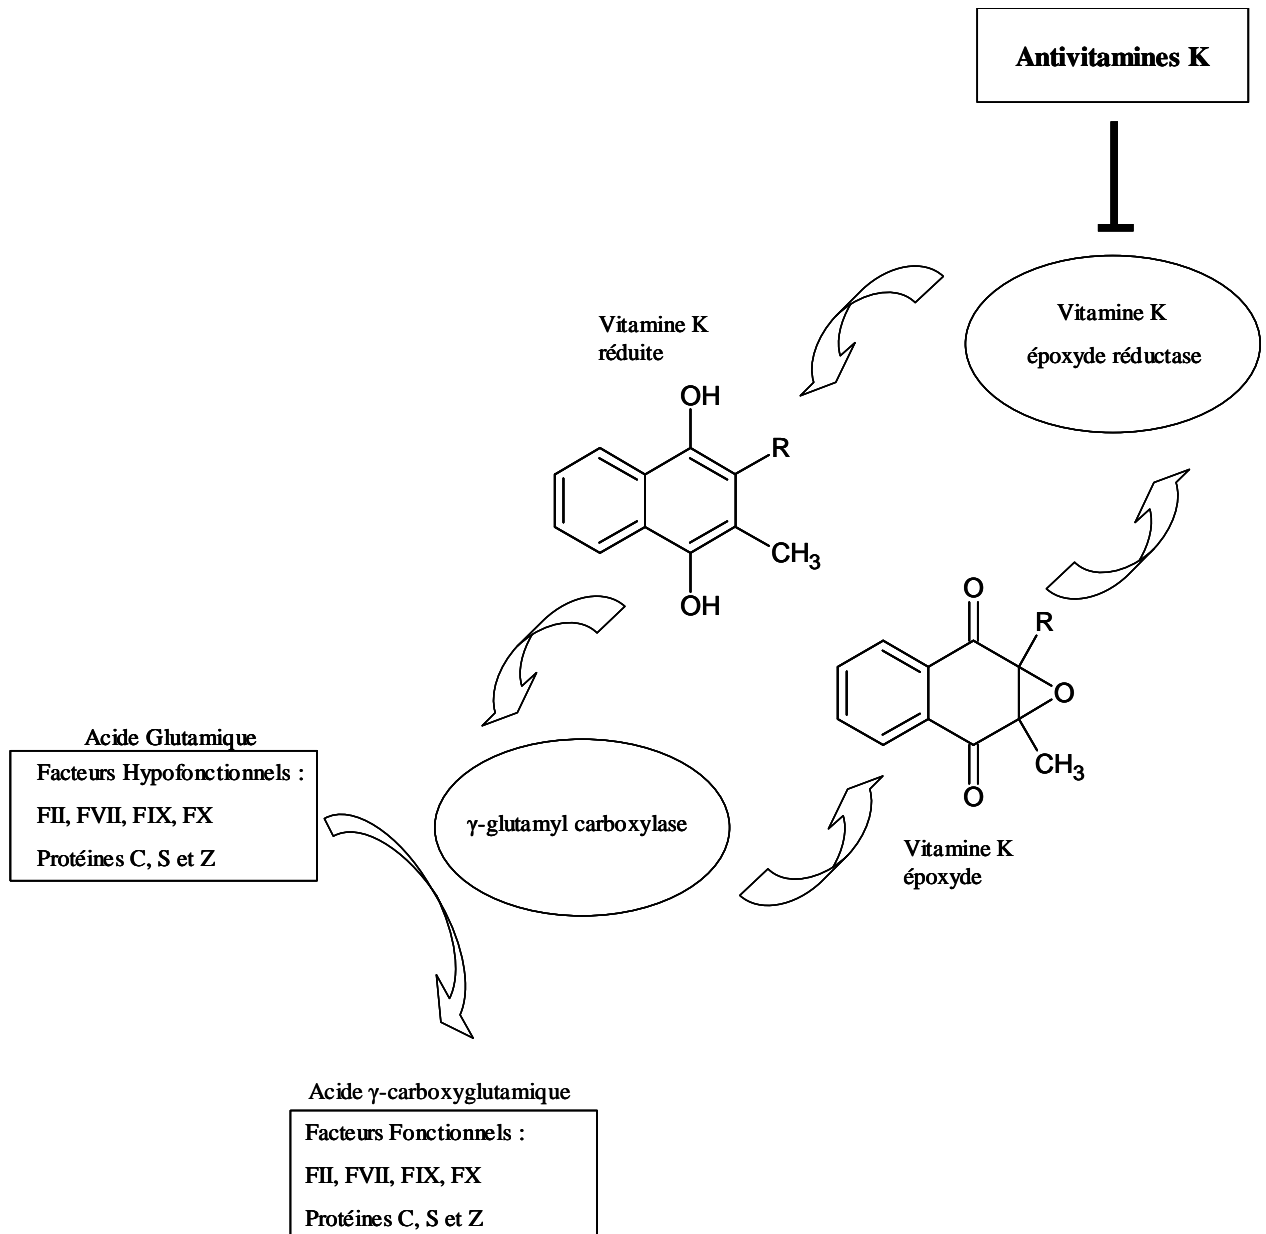 Antivitamines K
Vitamine K
époxyde réductase
Vitamine K
réduite
OH
R
CH3
OH
O
R
O
CH3
O
Vitamine K
époxyde
Acide Glutamique
Facteurs Hypofonctionnels :
FII, FVII, FIX, FX
Protéines C, S et Z
γ-glutamyl carboxylase
Acide γ-carboxyglutamique
Facteurs Fonctionnels :
FII, FVII, FIX, FX
Protéines C, S et Z